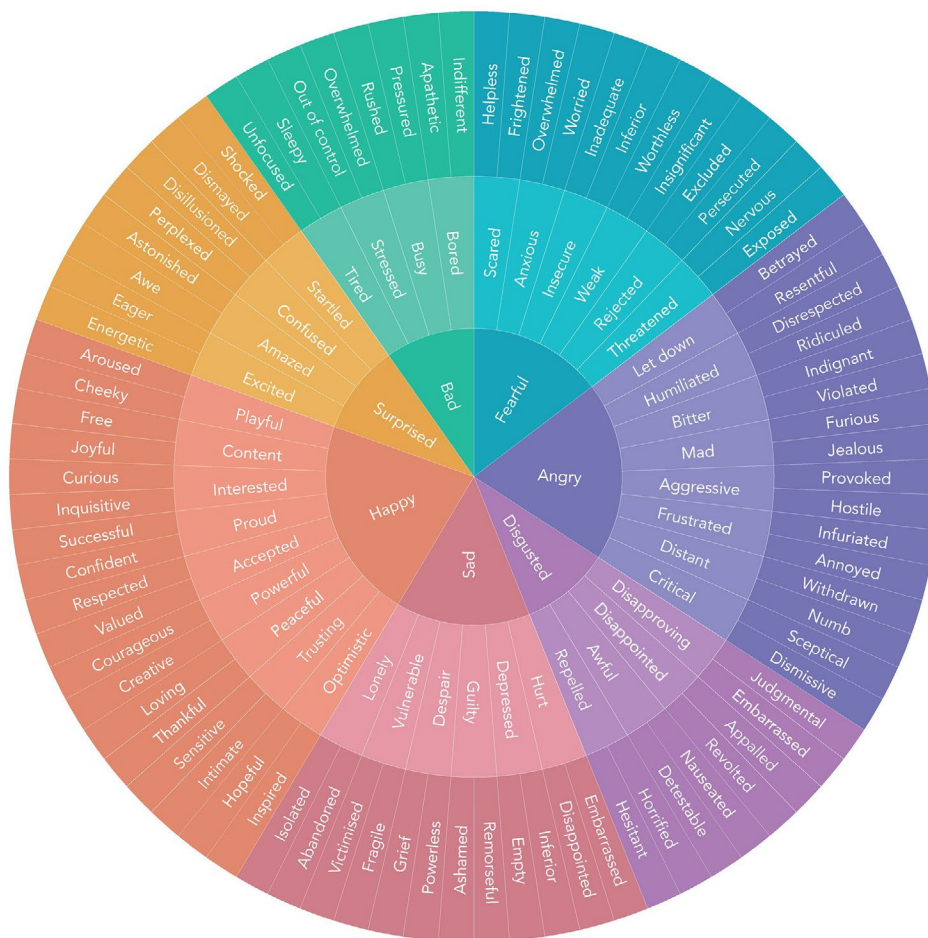 Fearful
Angry
Disgusted
Sad
Happy
Surprised
Bad
Scared
Anxious
Insecure
Weak
Rejected
Threatened
Let down
Humiliated
Bitter
Mad
Aggressive
Frustrated
Distant
Critical
Disapproving
Disappointed
Awful
Repelled
Hurt
Depressed
Guilty
Despair
Vulnerable
Lonely
Optimistic
Trusting
Peaceful
Powerful
Accepted
Proud
Interested
Content
Playful
Excited
Amazed
Confused
Startled
Tired
Stressed
Busy
Bored
Helpless
Frightened
Overwhelmed
Worried
Inadequate
Inferior
Worthless
Insignificant
Excluded
Persecuted
Nervous
Exposed
Betrayed
Resentful
Disrespected
Ridiculed
Indignant
Violated
Furious
Jealous
Provoked
Hostile
Infuriated
Annoyed
Withdrawn
Numb
Sceptical
Dismissive
Judgmental
Embarrassed
Appalled
Revolted
Nauseated
Detestable
Horrified
Hesitant
Embarrassed
Disappointed
Inferior
Empty
Remorseful
Ashamed
Powerless
Grief
Fragile
Victimised
Abandoned
Isolated
Inspired
Hopeful
Intimate
Sensitive
Thankful
Loving
Creative
Courageous
Valued
Respected
Confident
Successful
Inquisitive
Curious
Joyful
Free
Cheeky
Aroused
Energetic
Eager
Awe
Astonished
Perplexed
Disillusioned
Dismayed
Shocked
Unfocused
Sleepy
Out of control
Overwhelmed
Rushed
Pressured
Apathetic
Indifferent